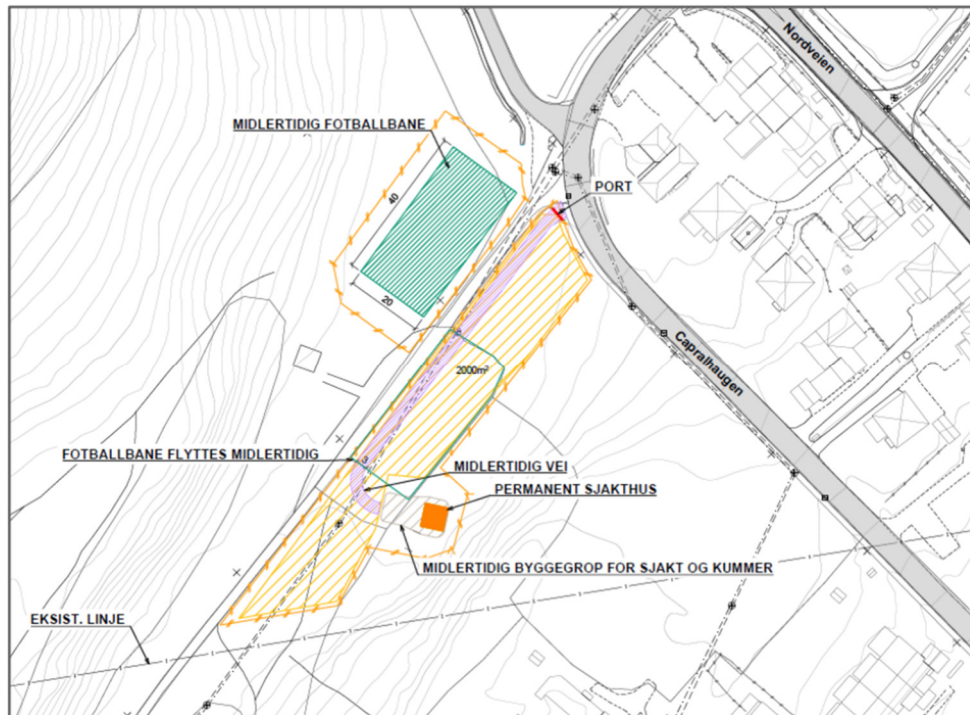 Nordveien
MIDLERTIDIG FOTBALLBANE
PORT
40
20
Capralhaugen
2000m²
FOTBALLBANE FLYTTES MIDLERTIDIG
3
MIDLERTIDIG VEI
PERMANENT SJAKTHUS
MIDLERTIDIG BYGGEGROP FOR SJAKT OG KUMMER
EKSIST. LINJE